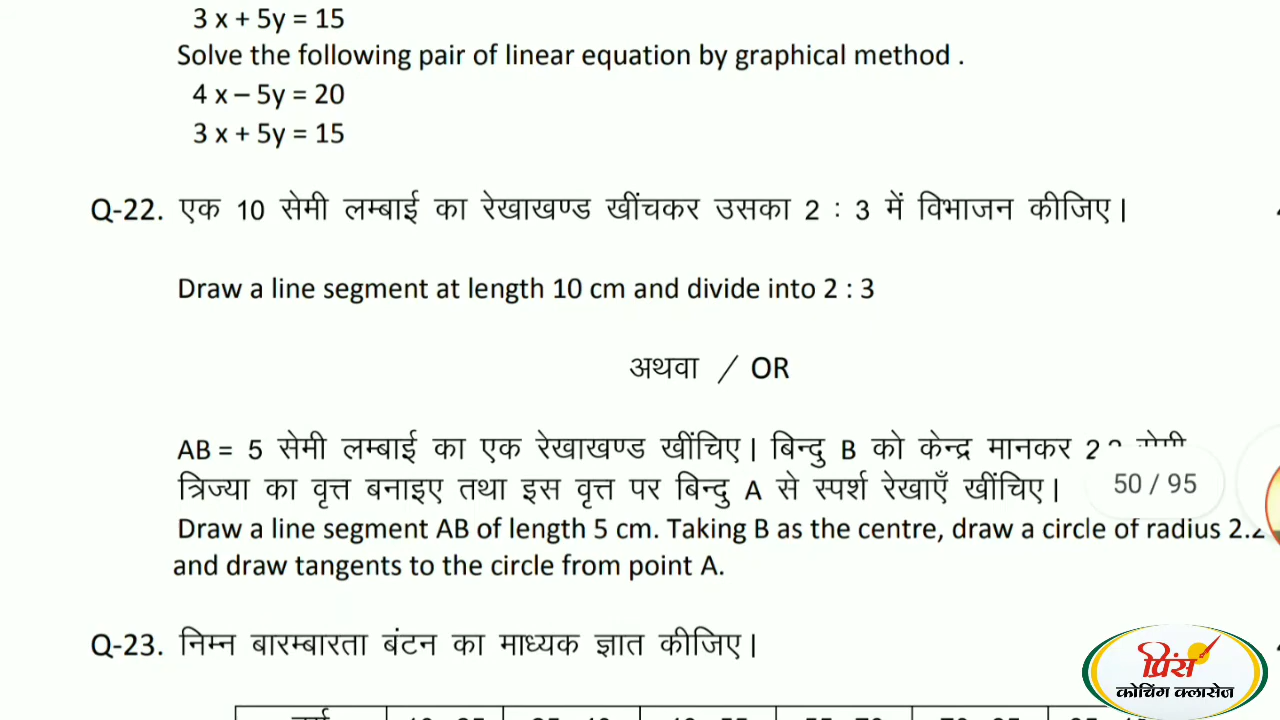 3 x + 5y = 15
Solve the following pair of linear equation by graphical method .
4 x – 5y = 20
3 x + 5y = 15
Q-22. एक 10 सेमी लम्बाई का रेखाखण्ड खींचकर उसका 2 : 3 में विभाजन कीजिए।
Draw a line segment at length 10 cm and divide into 2 : 3
अथवा / OR
AB = 5 सेमी लम्बाई का एक रेखाखण्ड खींचिए। बिन्दु B को केन्द्र मानकर
त्रिज्या का वृत्त बनाइए तथा इस वृत्त पर बिन्दु A से स्पर्श रेखाएँ खींचिए।
50 / 95
Draw a line segment AB of length 5 cm. Taking B as the centre, draw a circle of radius
and draw tangents to the circle from point A.
Q-23. निम्न बारम्बारता बंटन का माध्यक ज्ञात कीजिए।
प्रिंस
कोचिंग क्लासेज